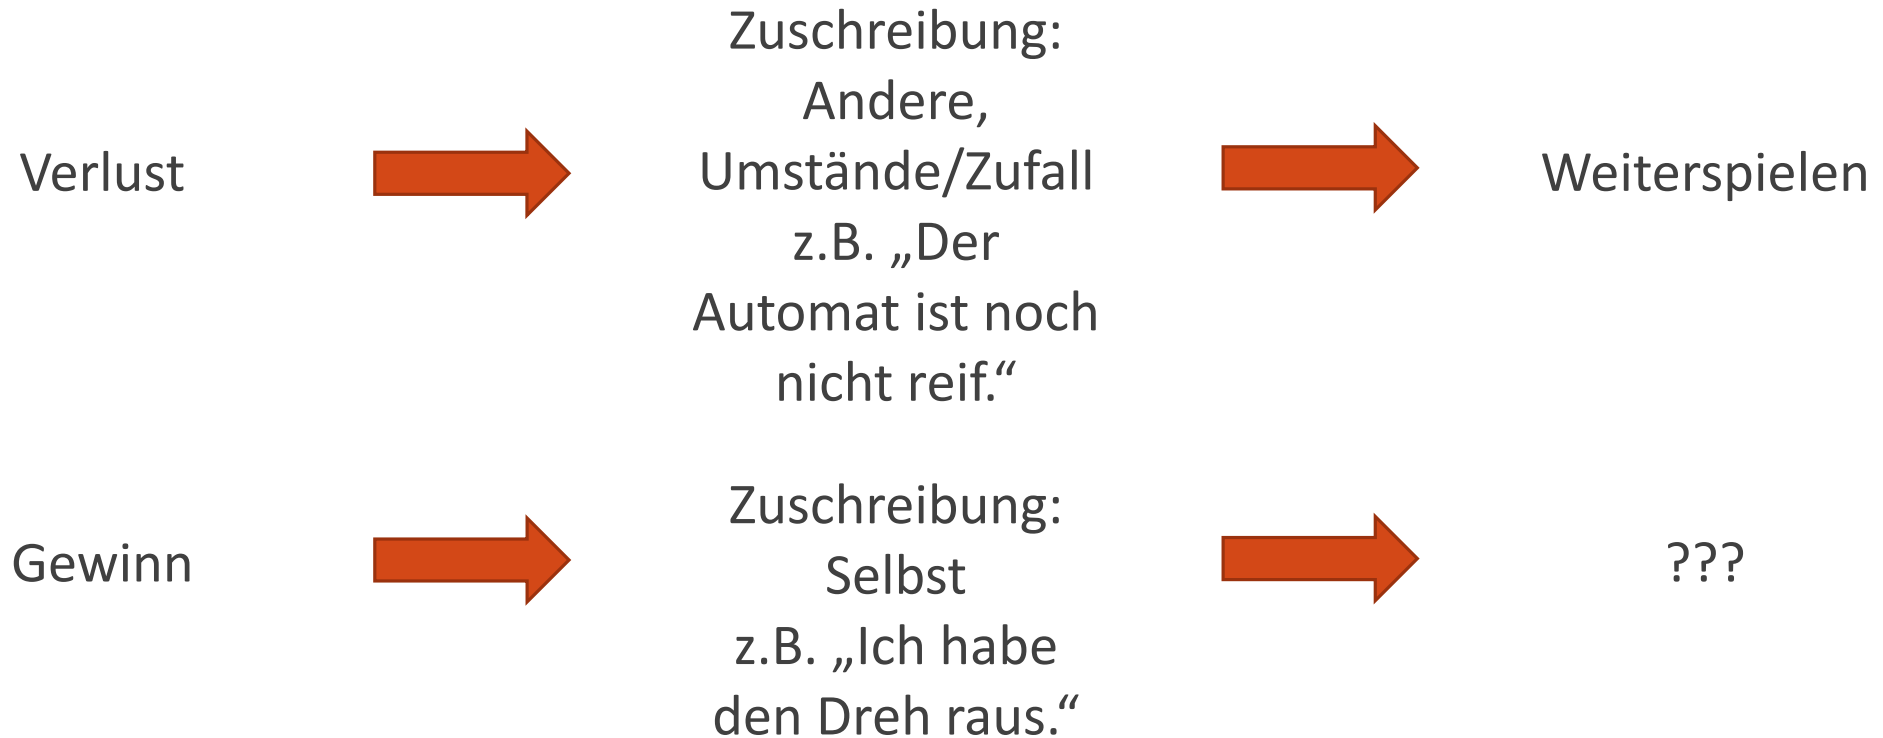 Verlust
Zuschreibung:
Andere,
Umstände/Zufall
z.B. „Der
Automat ist noch
nicht reif.“
Weiterspielen
Gewinn
Zuschreibung:
Selbst
z.B. „Ich habe
den Dreh raus.“
???